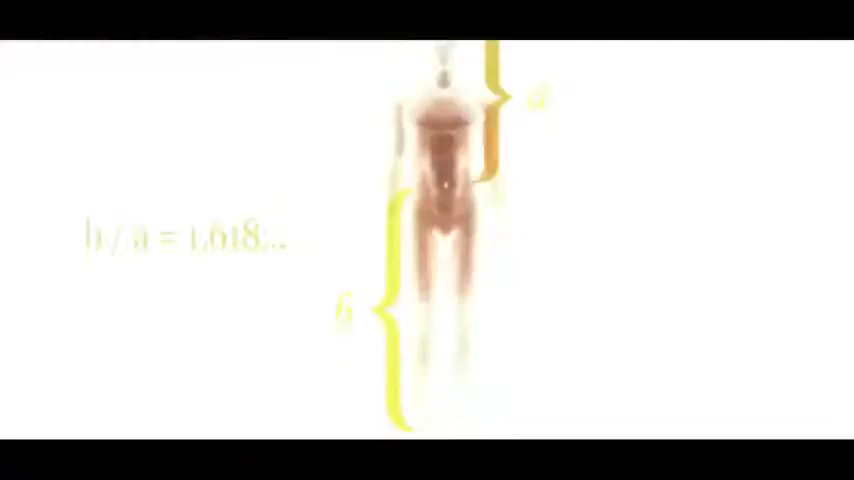 a
b / a = 1,618...
b